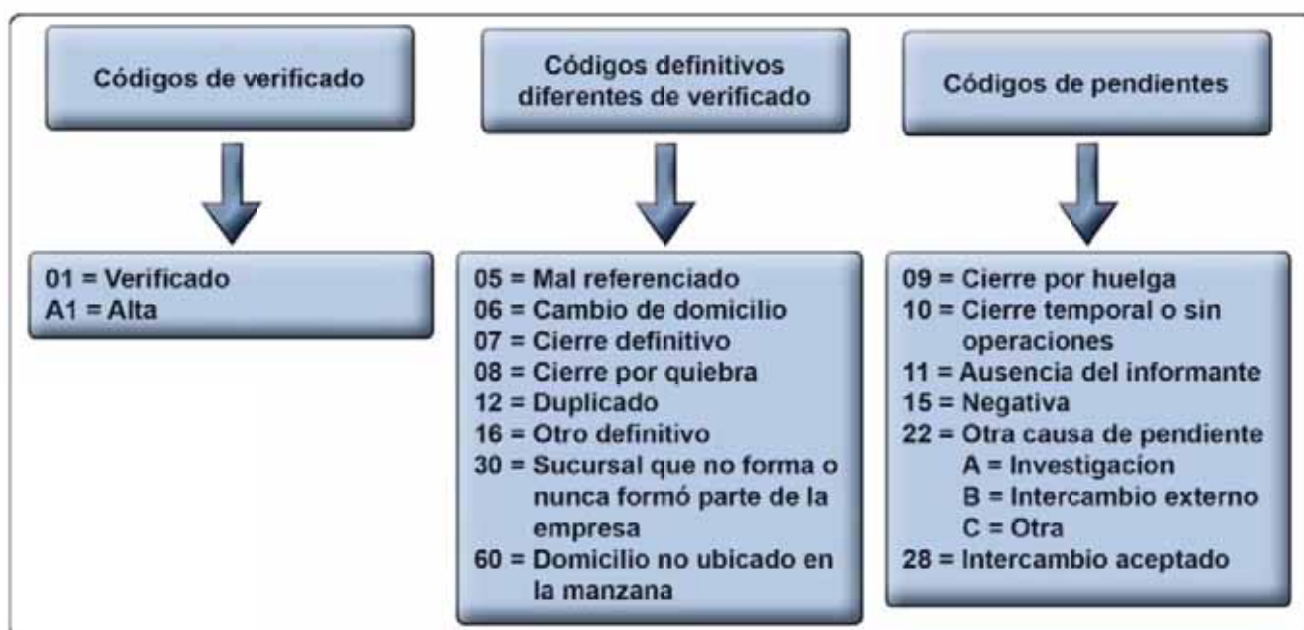 Códigos de verificado
Códigos definitivos
diferentes de verificado
Códigos de pendientes
01 = Verificado
A1 = Alta
05 = Mal referenciado
06 = Cambio de domicilio
07 = Cierre definitivo
08 = Cierre por quiebra
12 = Duplicado
16 = Otro definitivo
30 = Sucursal que no forma o
nunca formó parte de la
empresa
60 = Domicilio no ubicado en
la manzana
09 = Cierre por huelga
10 = Cierre temporal o sin
operaciones
11 = Ausencia del informante
15 = Negativa
22 = Otra causa de pendiente
A = Investigacion
B = Intercambio externo
C = Otra
28 = Intercambio aceptado